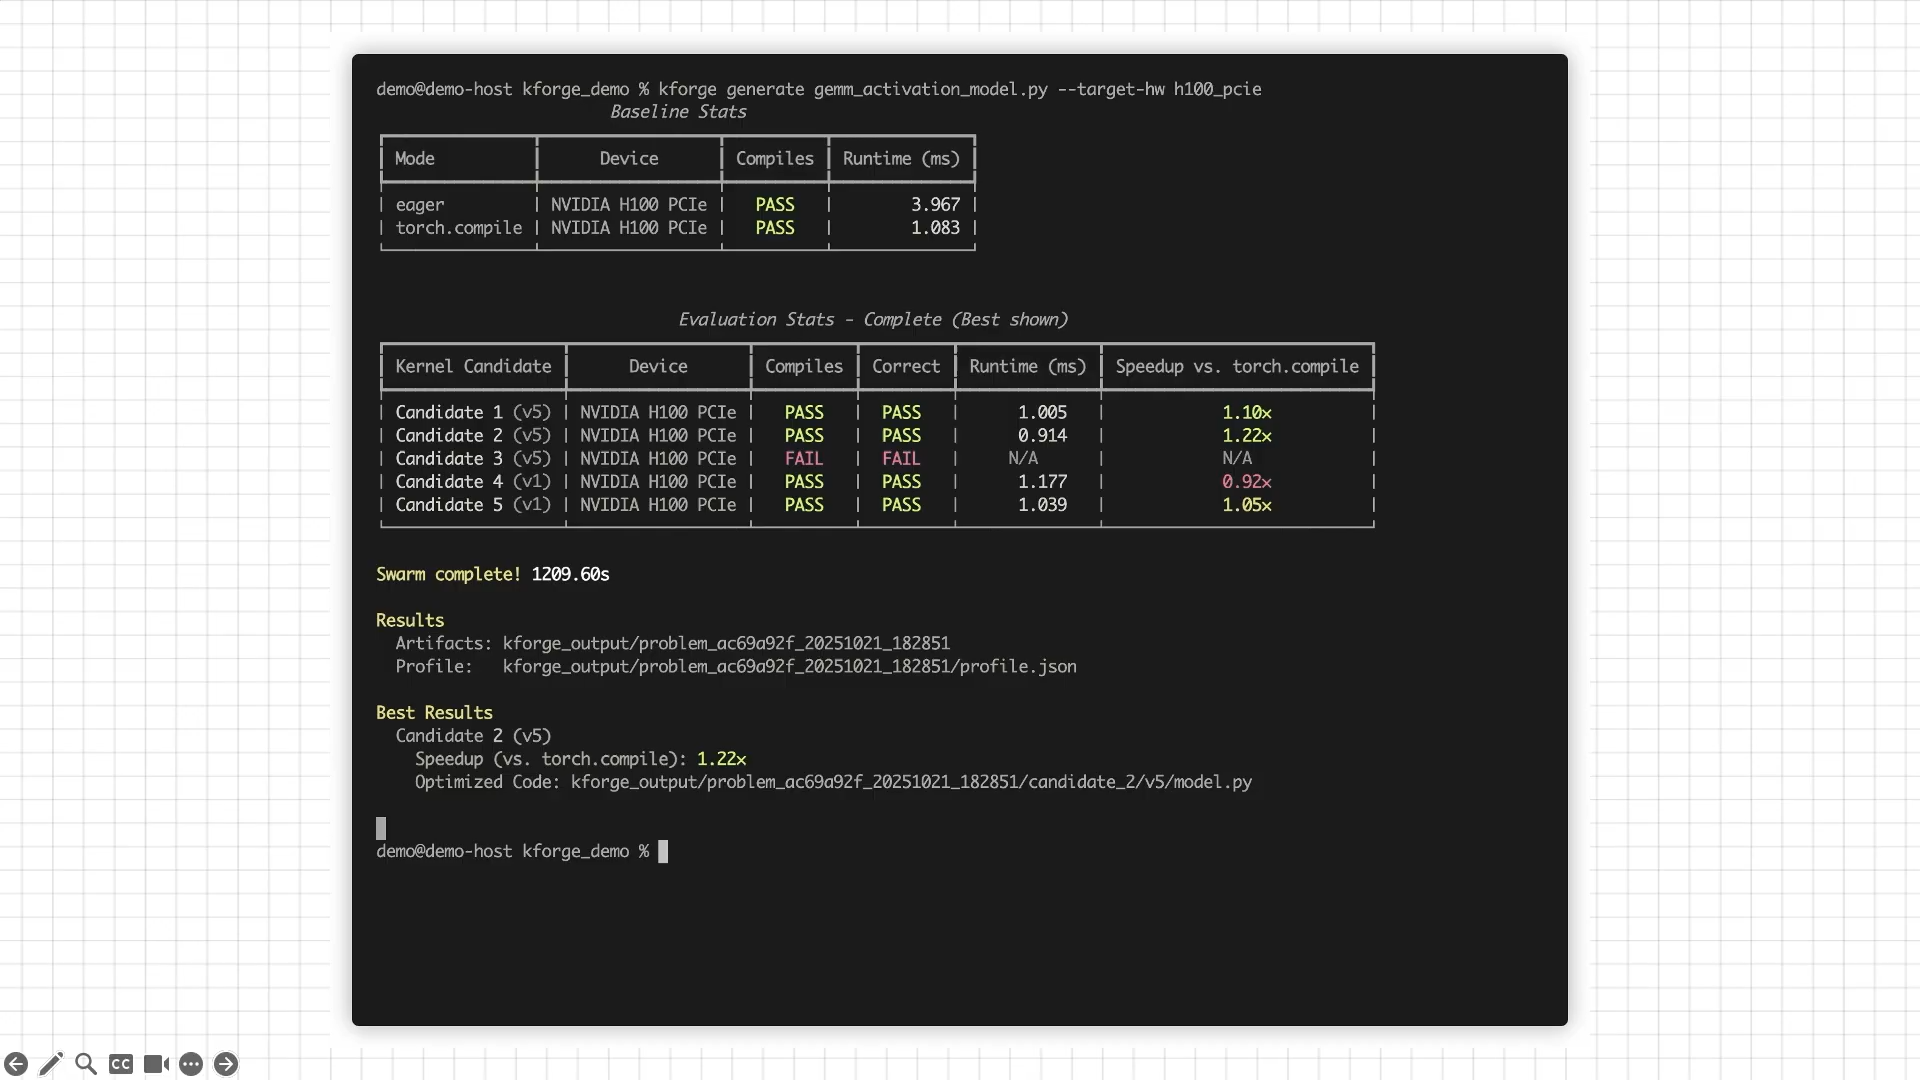 demo@demo-host kforge_demo % kforge generate gemm_activation_model.py --target-hw h100_pcie
Baseline Stats
Mode Device Compiles Runtime (ms)
eager NVIDIA H100 PCIe PASS 3.967
torch.compile NVIDIA H100 PCIe PASS 1.083
Evaluation Stats - Complete (Best shown)
Kernel Candidate Device Compiles Correct Runtime (ms) Speedup vs. torch.compile
Candidate 1 (v5) NVIDIA H100 PCIe PASS PASS 1.005 1.10x
Candidate 2 (v5) NVIDIA H100 PCIe PASS PASS 0.914 1.22x
Candidate 3 (v5) NVIDIA H100 PCIe FAIL FAIL N/A N/A
Candidate 4 (v1) NVIDIA H100 PCIe PASS PASS 1.177 0.92x
Candidate 5 (v1) NVIDIA H100 PCIe PASS PASS 1.039 1.05x
Swarm complete! 1209.60s
Results
Artifacts: kforge_output/problem_ac69a92f_20251021_182851
Profile: kforge_output/problem_ac69a92f_20251021_182851/profile.json
Best Results
Candidate 2 (v5)
Speedup (vs. torch.compile): 1.22x
Optimized Code: kforge_output/problem_ac69a92f_20251021_182851/candidate_2/v5/model.py
demo@demo-host kforge_demo %
CC